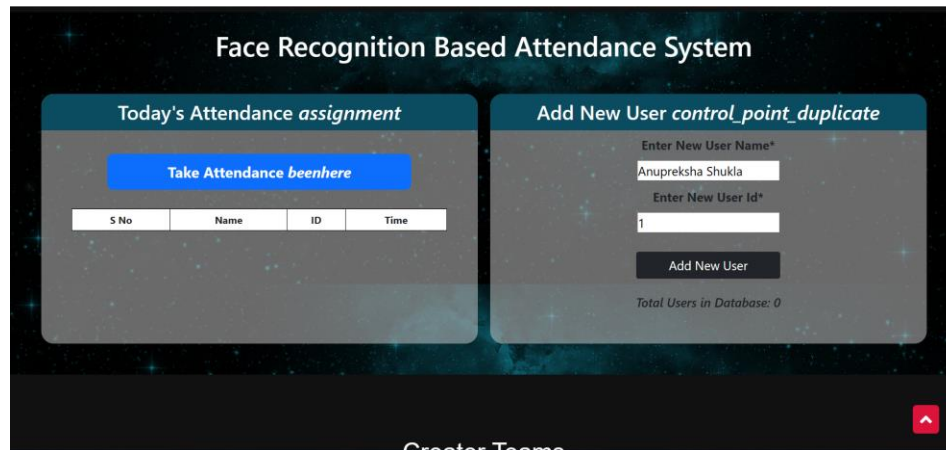 Face Recognition Based Attendance System
Today's Attendance assignment
Take Attendance beenhere
S No Name ID Time
Add New User control_point_duplicate
Enter New User Name*
Anupreksha Shukla
Enter New User Id*
1
Add New User
Total Users in Database: 0
Creator Teams